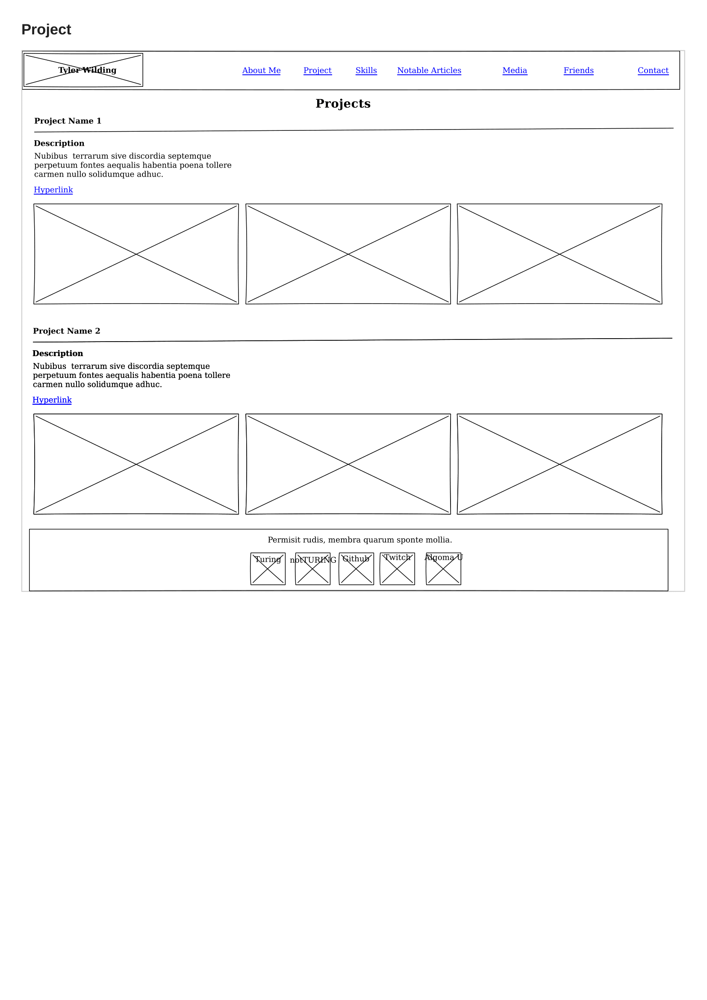 Project
Tyler Wilding
About Me Project Skills Notable Articles Media Friends Contact
Projects
Project Name 1
Description
Nubibus  terrarum sive discordia septemque
perpetuum fontes aequalis habentia poena tollere
carmen nullo solidumque adhuc.
Hyperlink
Project Name 2
Description
Nubibus  terrarum sive discordia septemque
perpetuum fontes aequalis habentia poena tollere
carmen nullo solidumque adhuc.
Hyperlink
Permisit rudis, membra quarum sponte mollia.
Turing notTURING Github Twitch Algoma U